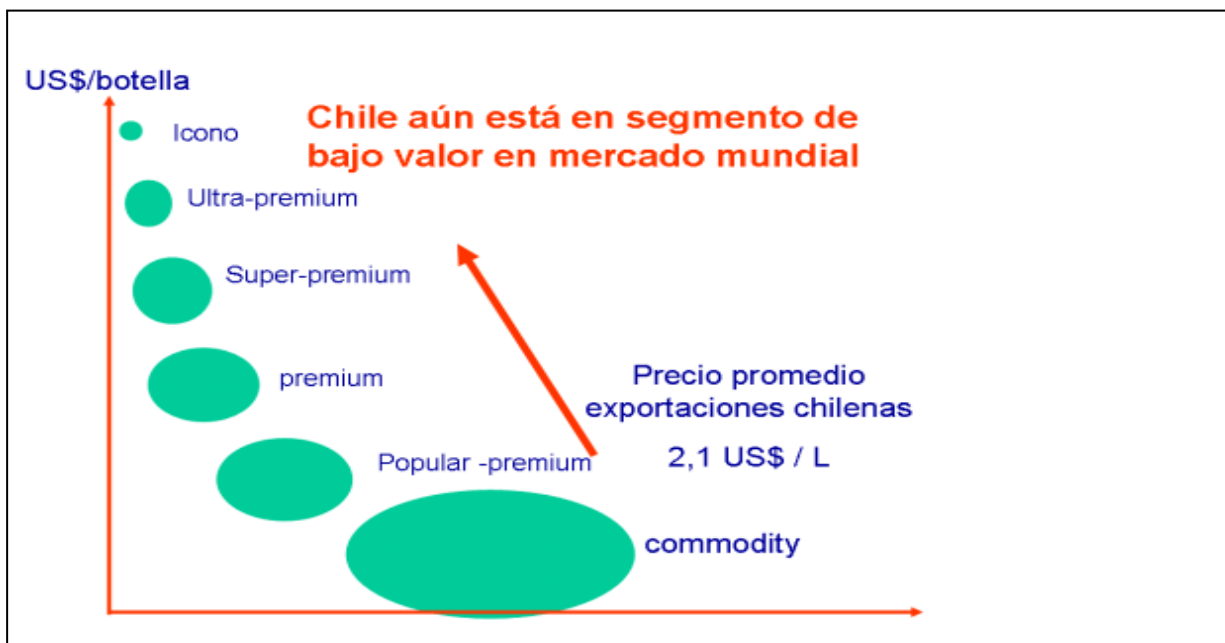 US$/botella
Chile aún está en segmento de
bajo valor en mercado mundial
Icono
Ultra-premium
Super-premium
premium
Precio promedio
exportaciones chilenas
2,1 US$ / L
Popular -premium
commodity